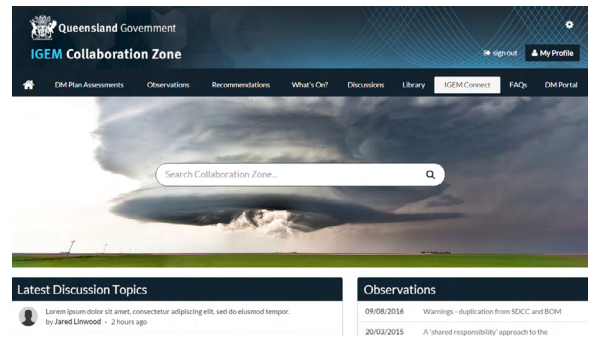 Queensland Government
IGEM Collaboration Zone
sign out
My Profile
DM Plan Assessments Observations Recommendations What's On? Discussions Library IGEM Connect FAQs DM Portal
Search Collaboration Zone...
Latest Discussion Topics
Lorem ipsum dolor sit amet, consectetur adipiscing elit, sed do eiusmod tempor.
by Jared Linwood - 2 hours ago
Observations
09/08/2016 Warnings - duplication from SDCC and BOM
20/03/2015 A 'shared responsibility' approach to the